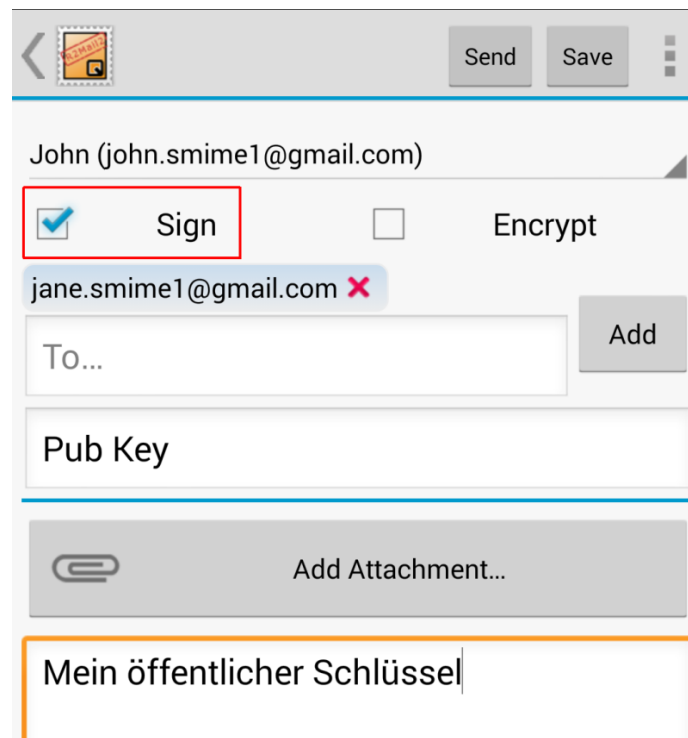 R2Mail2
Send Save
John (john.smime1@gmail.com)
Sign Encrypt
jane.smime1@gmail.com
To...
Add
Pub Key
Add Attachment...
Mein öffentlicher Schlüssel